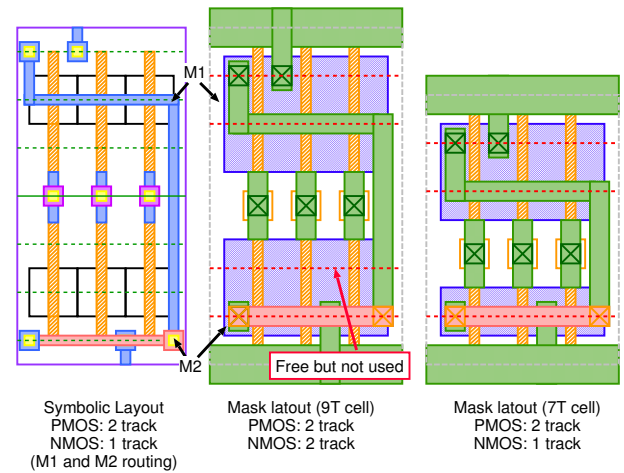 M1
M2
Free but not used
Symbolic Layout
PMOS: 2 track
NMOS: 1 track
(M1 and M2 routing)
Mask latout (9T cell)
PMOS: 2 track
NMOS: 2 track
Mask latout (7T cell)
PMOS: 2 track
NMOS: 1 track